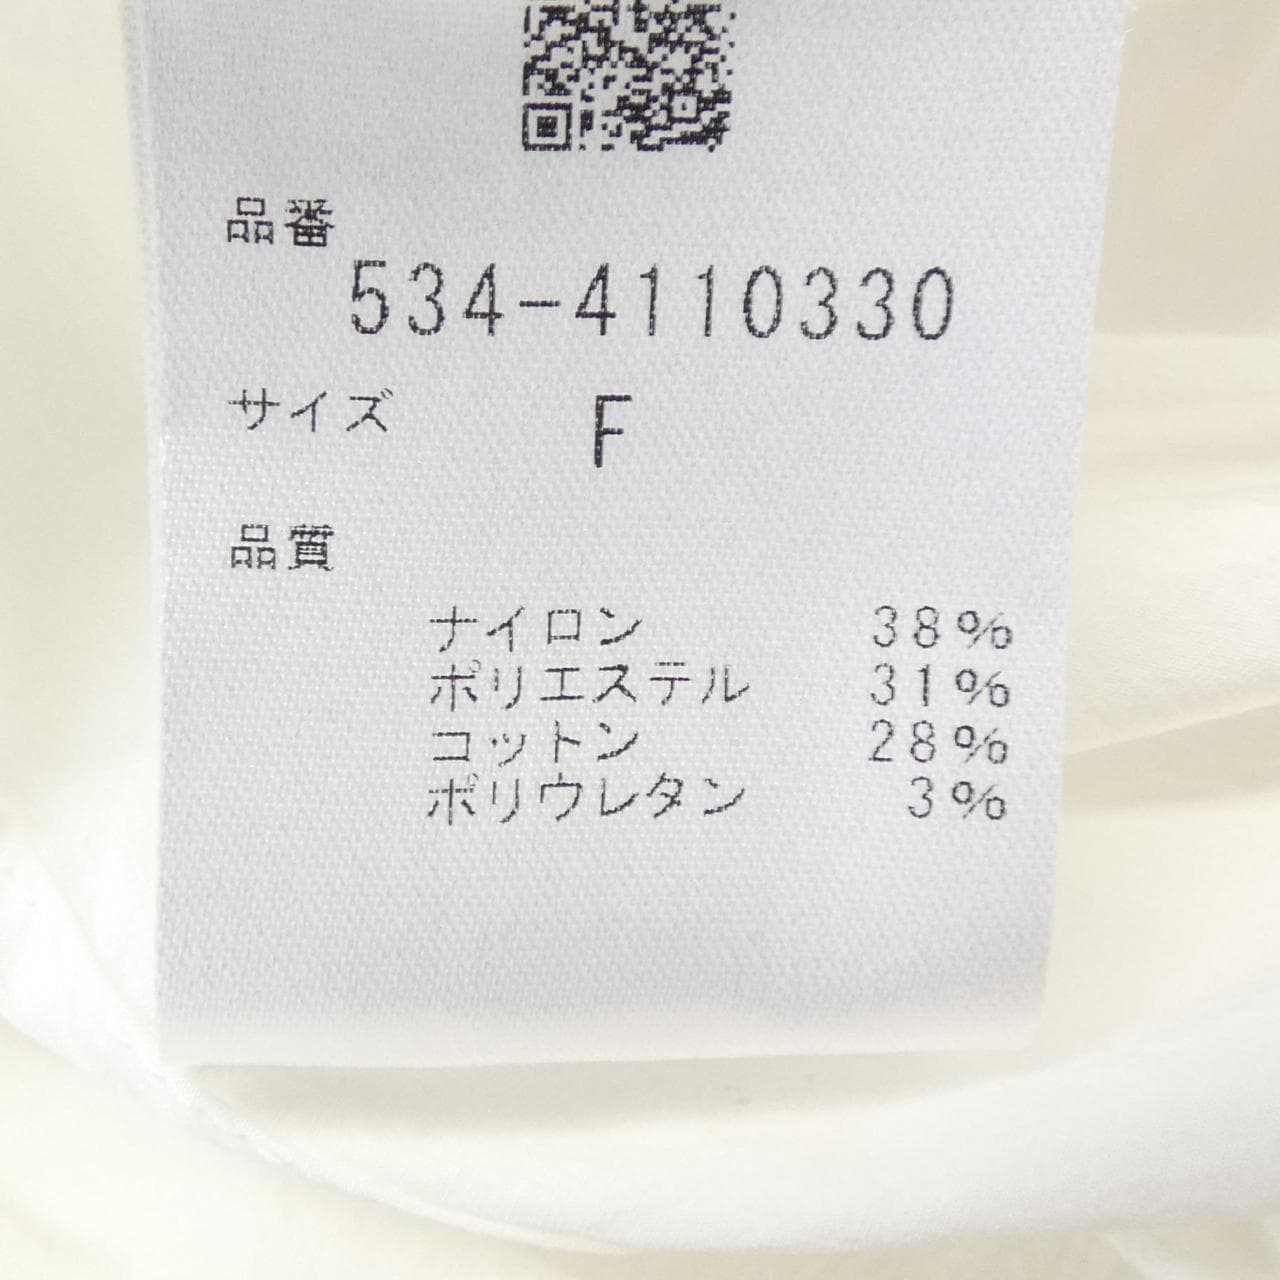 品番
534-4110330
サイズ F
品質
ナイロン 38%
ポリエステル 31%
コットン 28%
ポリウレタン 3%